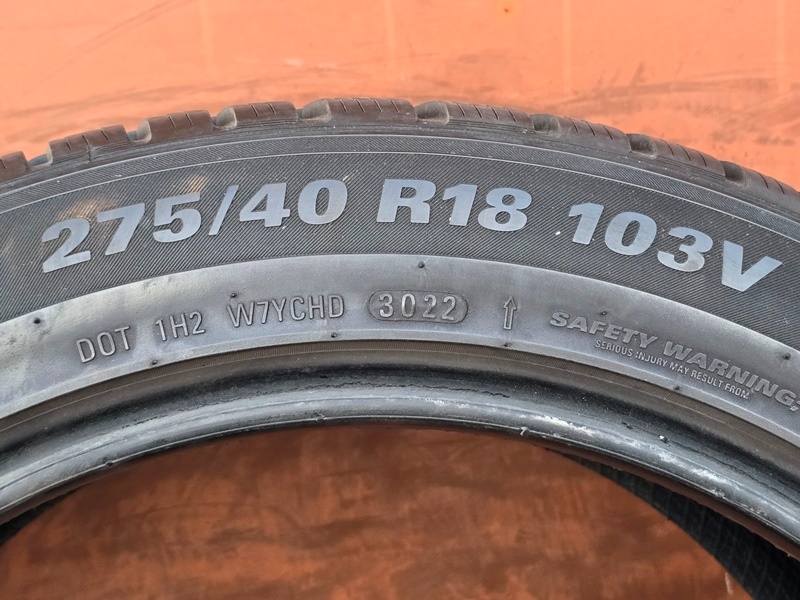 275/40 R18 103V
DOT 1H2 W7YCHD 3022 ↑ SAFETY WARNING,
SERIOUS INJURY MAY RESULT FROM